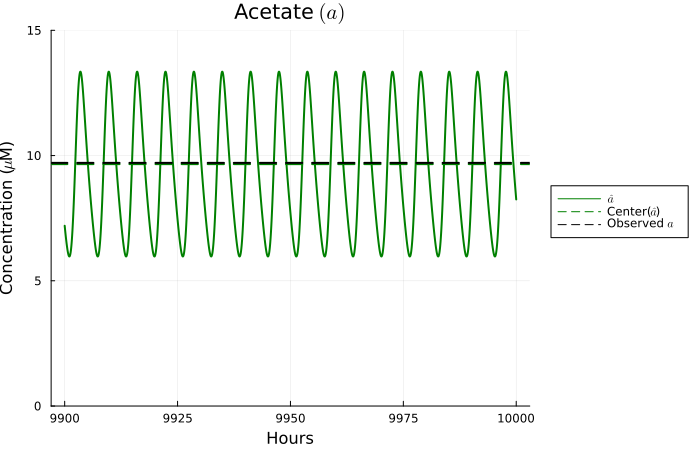 Acetate (a)
Concentration (μM)
15
10
5
0
9900 9925 9950 9975 10000
Hours
â
Center(â)
Observed a